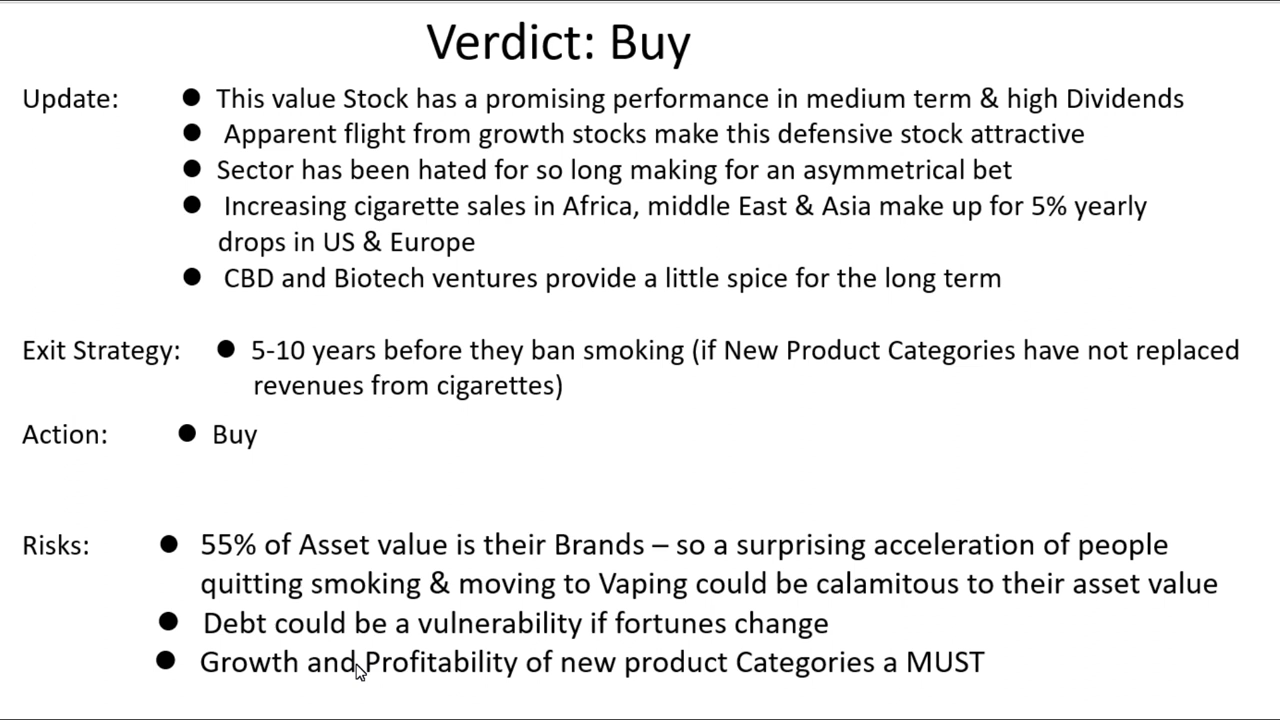 Verdict: Buy
Update: ● This value Stock has a promising performance in medium term & high Dividends
● Apparent flight from growth stocks make this defensive stock attractive
● Sector has been hated for so long making for an asymmetrical bet
● Increasing cigarette sales in Africa, middle East & Asia make up for 5% yearly
drops in US & Europe
● CBD and Biotech ventures provide a little spice for the long term
Exit Strategy: ● 5-10 years before they ban smoking (if New Product Categories have not replaced
revenues from cigarettes)
Action: ● Buy
Risks: ● 55% of Asset value is their Brands – so a surprising acceleration of people
quitting smoking & moving to Vaping could be calamitous to their asset value
● Debt could be a vulnerability if fortunes change
● Growth and Profitability of new product Categories a MUST